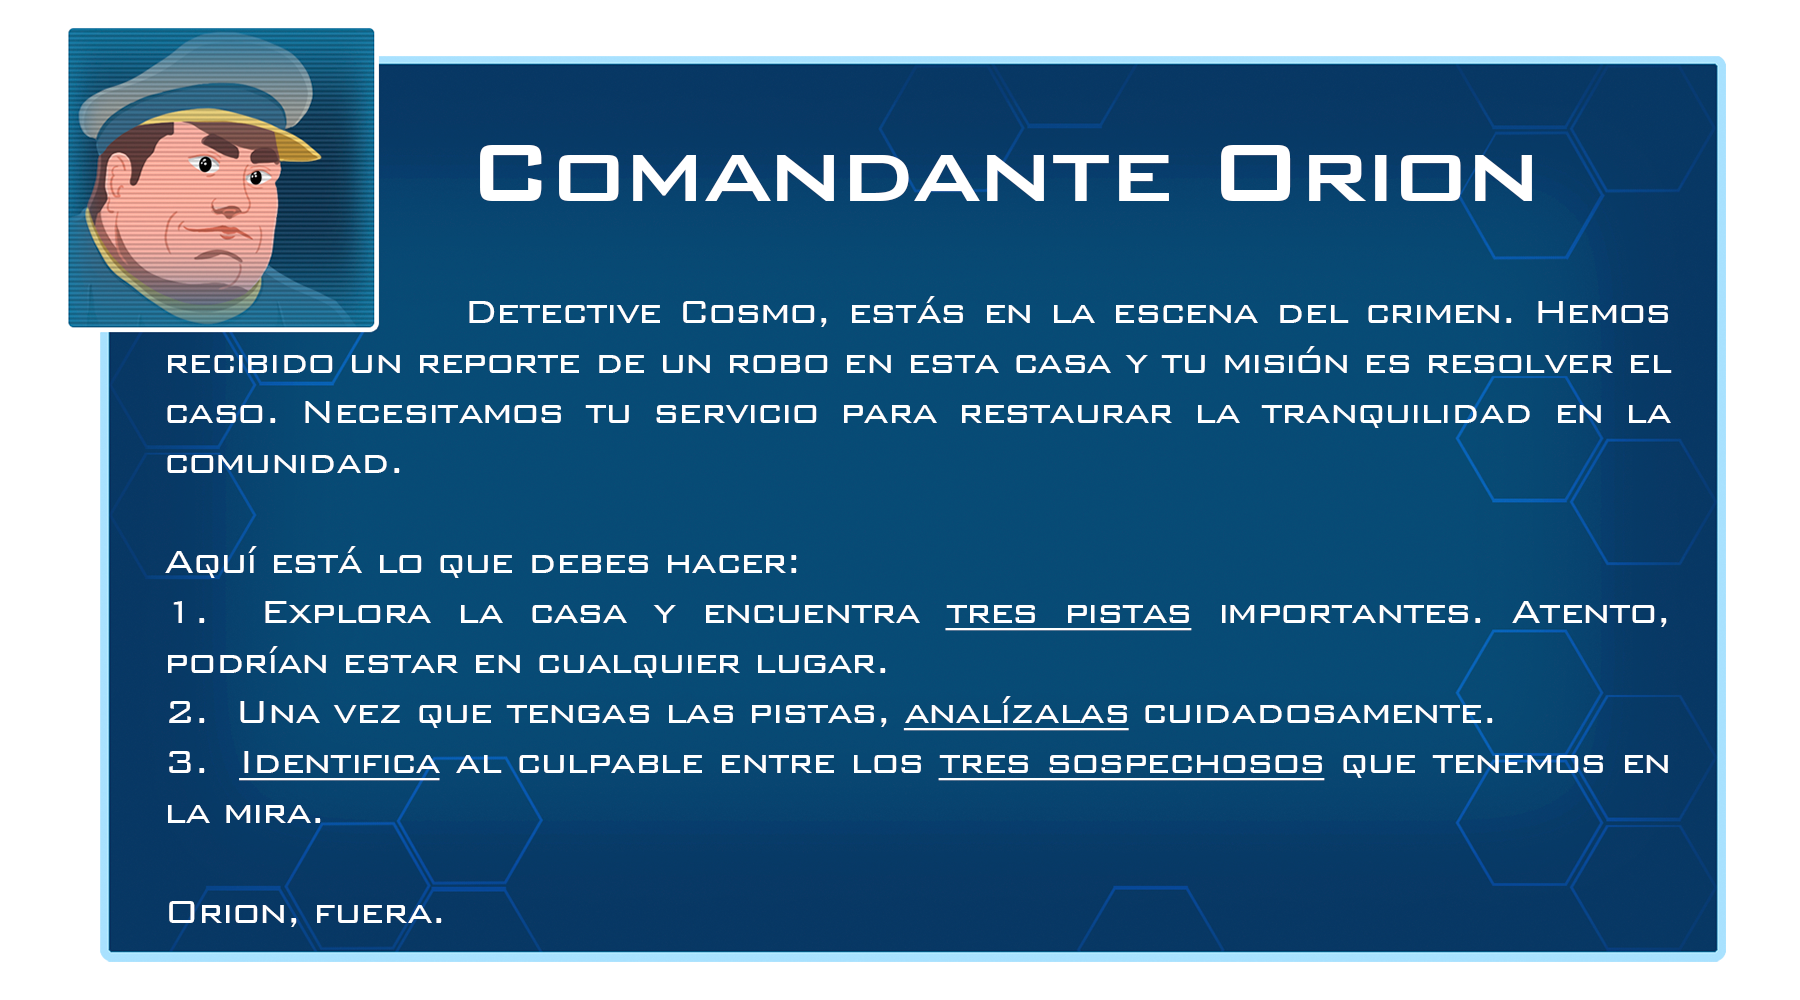 Comandante Orion
Detective Cosmo, estás en la escena del crimen. Hemos
recibido un reporte de un robo en esta casa y tu misión es resolver el
caso. Necesitamos tu servicio para restaurar la tranquilidad en la
comunidad.
Aquí está lo que debes hacer:
1. Explora la casa y encuentra tres pistas importantes. Atento,
podrían estar en cualquier lugar.
2. Una vez que tengas las pistas, analízalas cuidadosamente.
3. Identifica al culpable entre los tres sospechosos que tenemos en
la mira.
Orion, fuera.